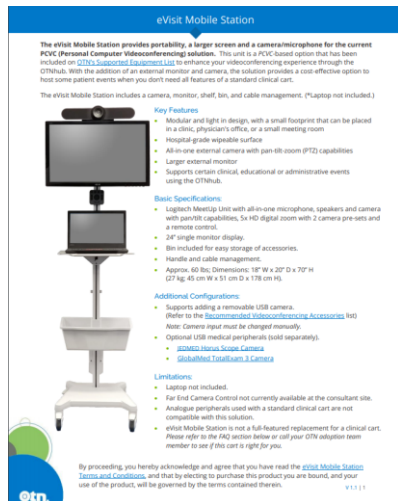 eVisit Mobile Station
The eVisit Mobile Station provides portability, a larger screen and a camera/microphone for the current
PCVC (Personal Computer Videoconferencing) solution. This unit is a PCVC-based option that has been
included on OTN's Supported Equipment List to enhance your videoconferencing experience through the
OTNhub. With the addition of an external monitor and camera, the solution provides a cost-effective option to
host some patient events when you don't need all features of a standard clinical cart.
The eVisit Mobile Station includes a camera, monitor, shelf, bin, and cable management. (*Laptop not included.)
Key Features
• Modular and light in design, with a small footprint that can be placed
in a clinic, physician's office, or a small meeting room
• Hospital-grade wipeable surface
• All-in-one external camera with pan-tilt-zoom (PTZ) capabilities
• Larger external monitor
• Supports certain clinical, educational or administrative events
using the OTNhub.
Basic Specifications:
• Logitech MeetUp Unit with all-in-one microphone, speakers and camera
with pan/tilt capabilities, 5x HD digital zoom with 2 camera pre-sets and
a remote control.
• 24" single monitor display.
• Bin included for easy storage of accessories.
• Handle and cable management.
• Approx. 60 lbs; Dimensions: 18" W x 20" D x 70" H
(27 kg; 45 cm W x 51 cm D x 178 cm H).
Additional Configurations:
• Supports adding a removable USB camera.
(Refer to the Recommended Videoconferencing Accessories list)
Note: Camera input must be changed manually.
• Optional USB medical peripherals (sold separately).
• JEDMED Horus Scope Camera
• GlobalMed TotalExam 3 Camera
Limitations:
• Laptop not included.
• Far End Camera Control not currently available at the consultant site.
• Analogue peripherals used with a standard clinical cart are not
compatible with this solution.
• eVisit Mobile Station is not a full-featured replacement for a clinical cart.
Please refer to the FAQ section below or call your OTN adoption team
member to see if this cart is right for you.
By proceeding, you hereby acknowledge and agree that you have read the eVisit Mobile Station
Terms and Conditions, and that by electing to purchase this product you are bound, and your
use of the product, will be governed by the terms contained therein.
V 1.1 | 1
otn.